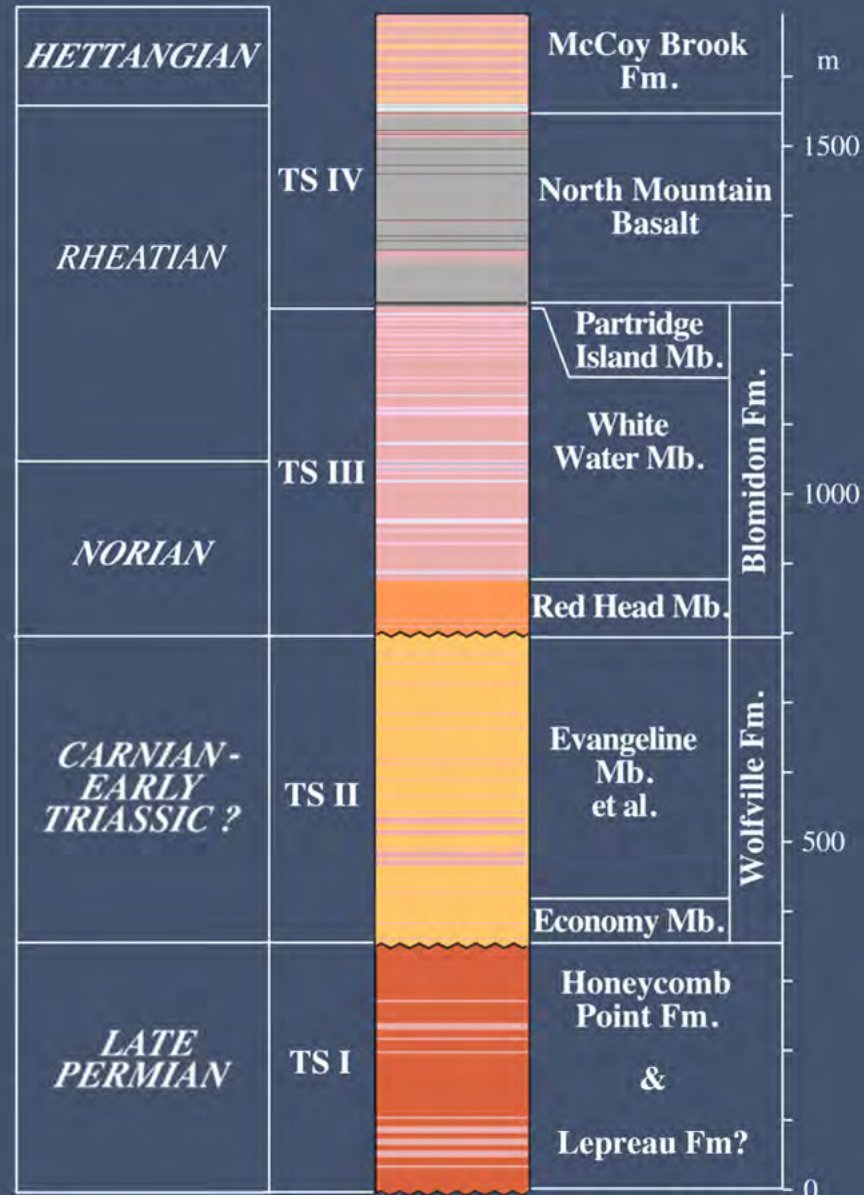 HETTANGIAN
RHEATIAN
NORIAN
CARNIAN -
EARLY
TRIASSIC ?
LATE
PERMIAN
TS IV
TS III
TS II
TS I
McCoy Brook
Fm.
North Mountain
Basalt
Partridge
Island Mb.
White
Water Mb.
Red Head Mb.
Blomidon Fm.
Evangeline
Mb.
et al.
Economy Mb.
Wolfville Fm.
Honeycomb
Point Fm.
&
Lepreau Fm?
m
1500
1000
500
0